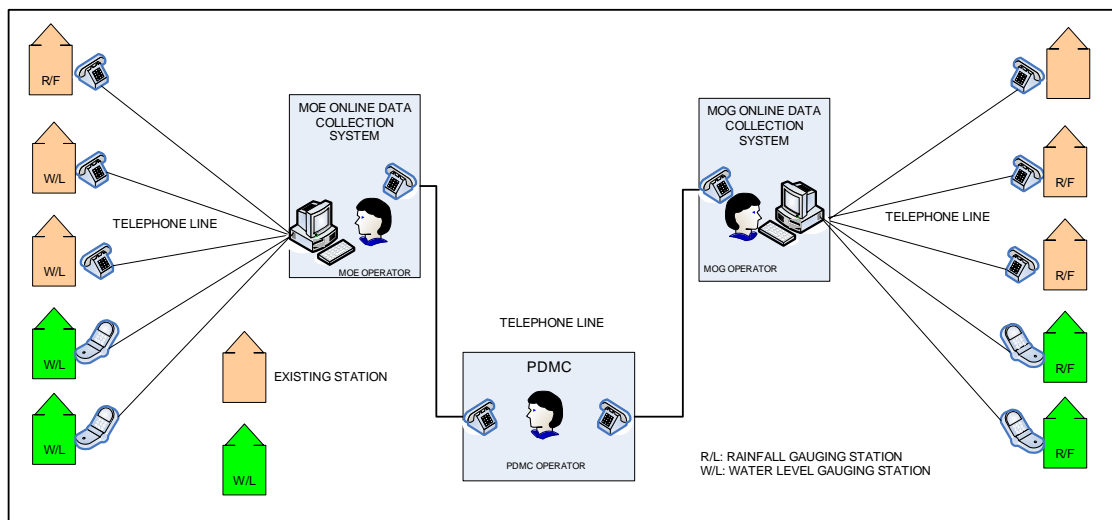 R/F
W/L
W/L
W/L
W/L
TELEPHONE LINE
MOE ONLINE DATA
COLLECTION
SYSTEM
MOE OPERATOR
EXISTING STATION
W/L
TELEPHONE LINE
PDMC
PDMC OPERATOR
MOG ONLINE DATA
COLLECTION
SYSTEM
MOG OPERATOR
TELEPHONE LINE
R/F
R/F
R/F
R/F
R/L: RAINFALL GAUGING STATION
W/L: WATER LEVEL GAUGING STATION